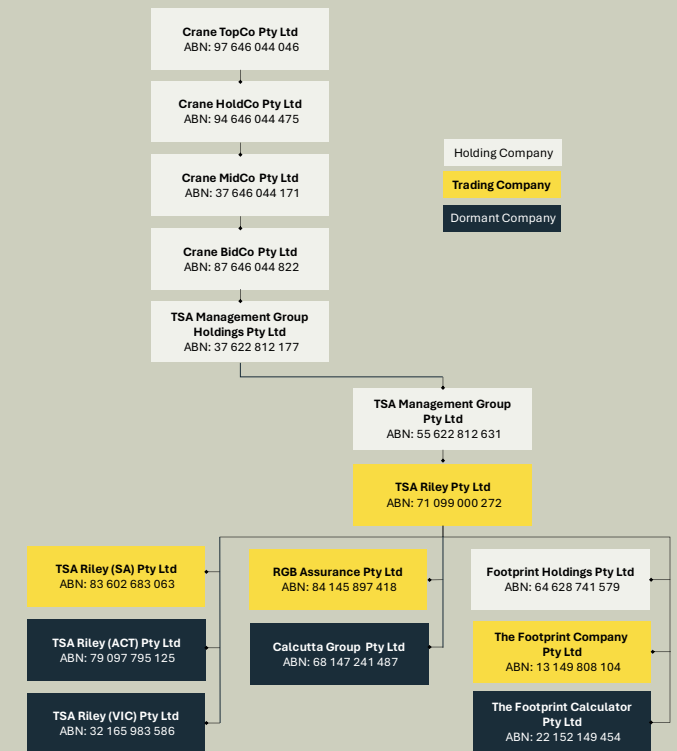 Crane TopCo Pty Ltd
ABN: 97 646 044 046
Crane HoldCo Pty Ltd
ABN: 94 646 044 475
Crane MidCo Pty Ltd
ABN: 37 646 044 171
Crane BidCo Pty Ltd
ABN: 87 646 044 822
TSA Management Group
Holdings Pty Ltd
ABN: 37 622 812 177
Holding Company
Trading Company
Dormant Company
TSA Management Group
Pty Ltd
ABN: 55 622 812 631
TSA Riley Pty Ltd
ABN: 71 099 000 272
TSA Riley (SA) Pty Ltd
ABN: 83 602 683 063
TSA Riley (ACT) Pty Ltd
ABN: 79 097 795 125
TSA Riley (VIC) Pty Ltd
ABN: 32 165 983 586
RGB Assurance Pty Ltd
ABN: 84 145 897 418
Calcutta Group Pty Ltd
ABN: 68 147 241 487
Footprint Holdings Pty Ltd
ABN: 64 628 741 579
The Footprint Company
Pty Ltd
ABN: 13 149 808 104
The Footprint Calculator
Pty Ltd
ABN: 22 152 149 454